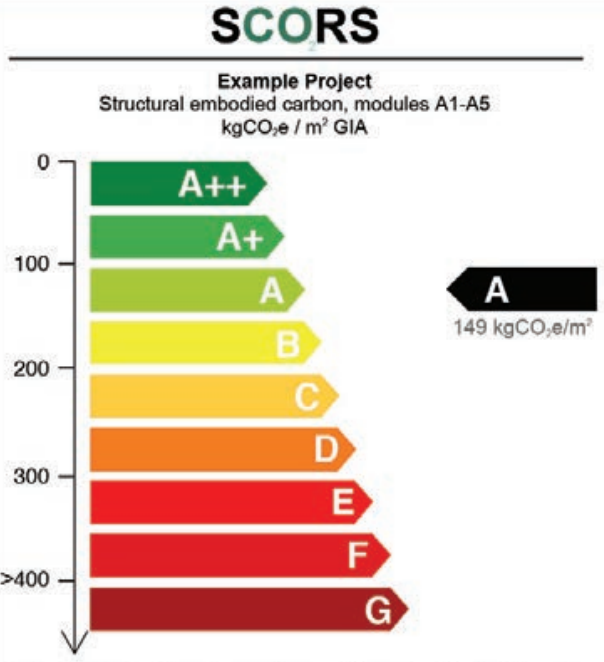 SCO₂RS
Example Project
Structural embodied carbon, modules A1-A5
kgCO₂e / m² GIA
0
A++
A+
100
A
A
149 kgCO₂e/m²
B
200
C
D
300
E
F
>400
G